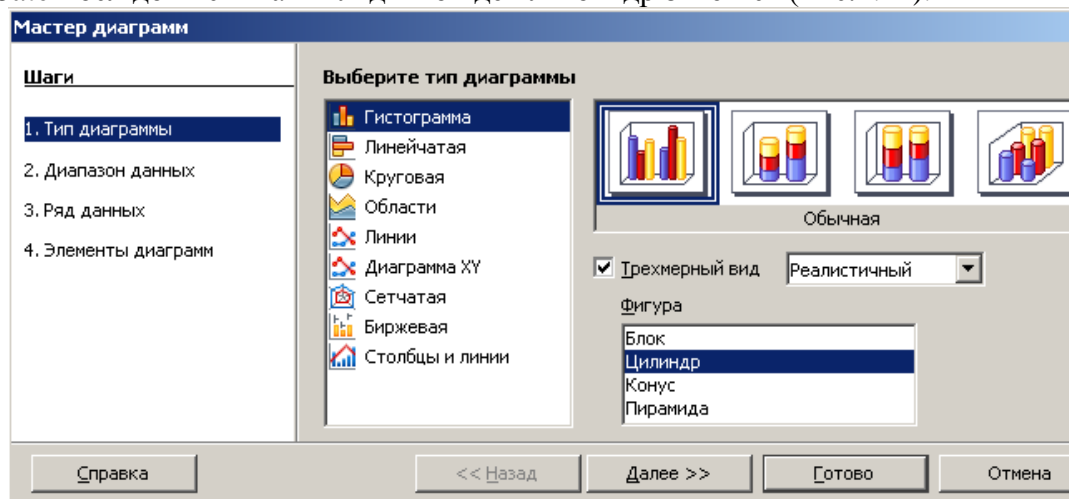 Мастер диаграмм
Шаги
1. Тип диаграммы
2. Диапазон данных
3. Ряд данных
4. Элементы диаграмм
Выберите тип диаграммы
Гистограмма
Линейчатая
Круговая
Области
Линии
Диаграмма XY
Сетчатая
Биржевая
Столбцы и линии
Обычная
Трехмерный вид
Реалистичный
Фигура
Блок
Цилиндр
Конус
Пирамида
Справка
<< Назад
Далее >>
Готово
Отмена